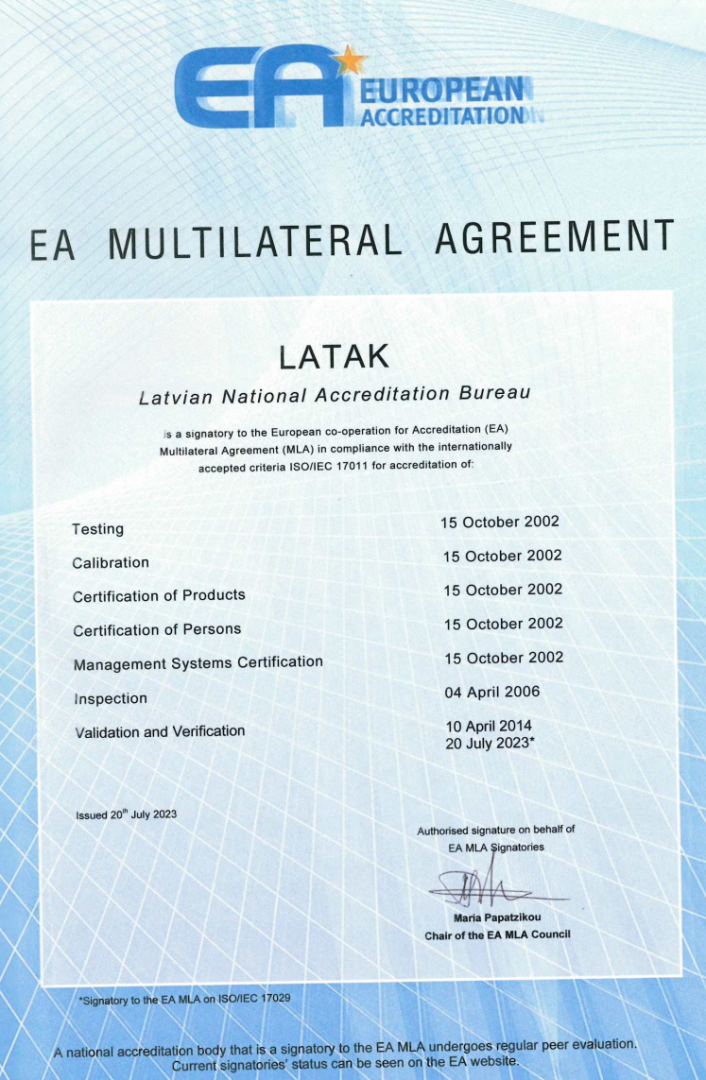 EA EUROPEAN
ACCREDITATION
EA MULTILATERAL AGREEMENT
LATAK
Latvian National Accreditation Bureau
is a signatory to the European co-operation for Accreditation (EA)
Multilateral Agreement (MLA) in compliance with the internationally
accepted criteria ISO/IEC 17011 for accreditation of:
Testing 15 October 2002
Calibration 15 October 2002
Certification of Products 15 October 2002
Certification of Persons 15 October 2002
Management Systems Certification 15 October 2002
Inspection 04 April 2006
Validation and Verification 10 April 2014
20 July 2023*
Issued 20th July 2023
Authorised signature on behalf of
EA MLA Signatories
Maria Papatzikou
Chair of the EA MLA Council
*Signatory to the EA MLA on ISO/IEC 17029
A national accreditation body that is a signatory to the EA MLA undergoes regular peer evaluation.
Current signatories' status can be seen on the EA website.